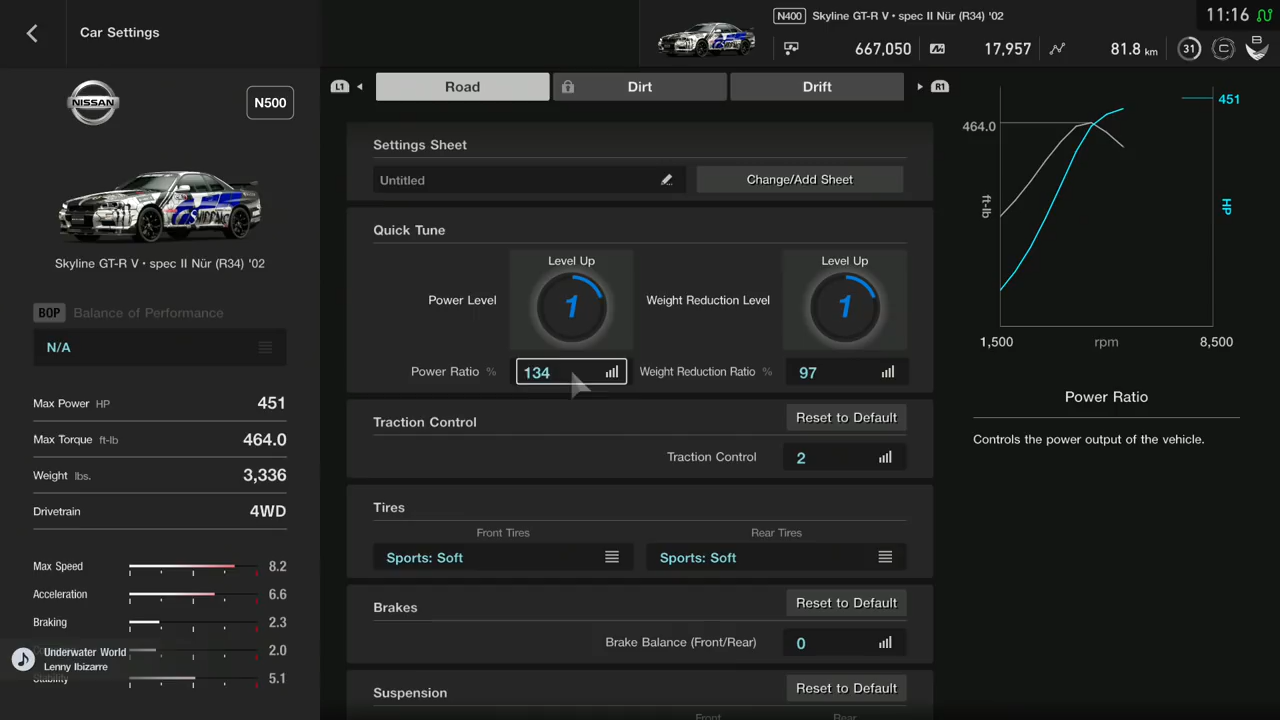 Car Settings
N400 Skyline GT-R V・spec II Nür (R34) '02
11:16
667,050
17,957
81.8 km
31
B
NISSAN
N500
Skyline GT-R V・spec II Nür (R34) '02
BOP Balance of Performance
N/A
Max Power HP 451
Max Torque ft-lb 464.0
Weight lbs. 3,336
Drivetrain 4WD
Max Speed 8.2
Acceleration 6.6
Braking 2.3
2.0
Stability 5.1
Underwater World
Lenny Ibizarre
L1 Road Dirt Drift R1
Settings Sheet
Untitled Change/Add Sheet
Quick Tune
Level Up Level Up
Power Level 1 Weight Reduction Level 1
Power Ratio % 134 Weight Reduction Ratio % 97
Traction Control Reset to Default
Traction Control 2
Tires
Front Tires Rear Tires
Sports: Soft Sports: Soft
Brakes Reset to Default
Brake Balance (Front/Rear) 0
Suspension Reset to Default
Front Rear
451
464.0
ft-lb HP
1,500 rpm 8,500
Power Ratio
Controls the power output of the vehicle.